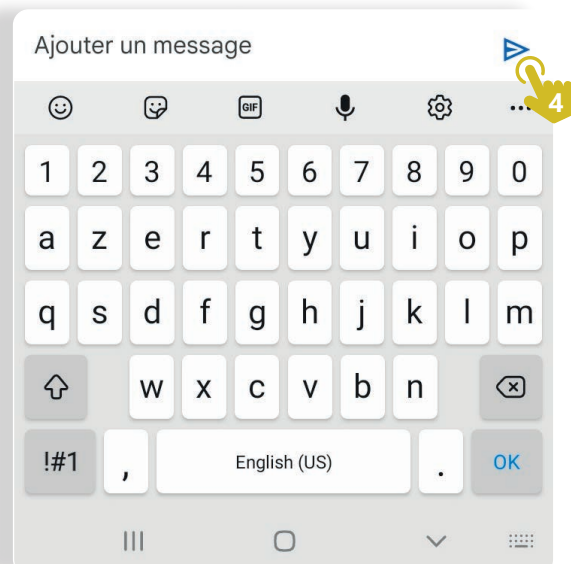 Ajouter un message
4
GIF
1 2 3 4 5 6 7 8 9 0
a z e r t y u i o p
q s d f g h j k l m
w x c v b n
!#1 , English (US) . OK